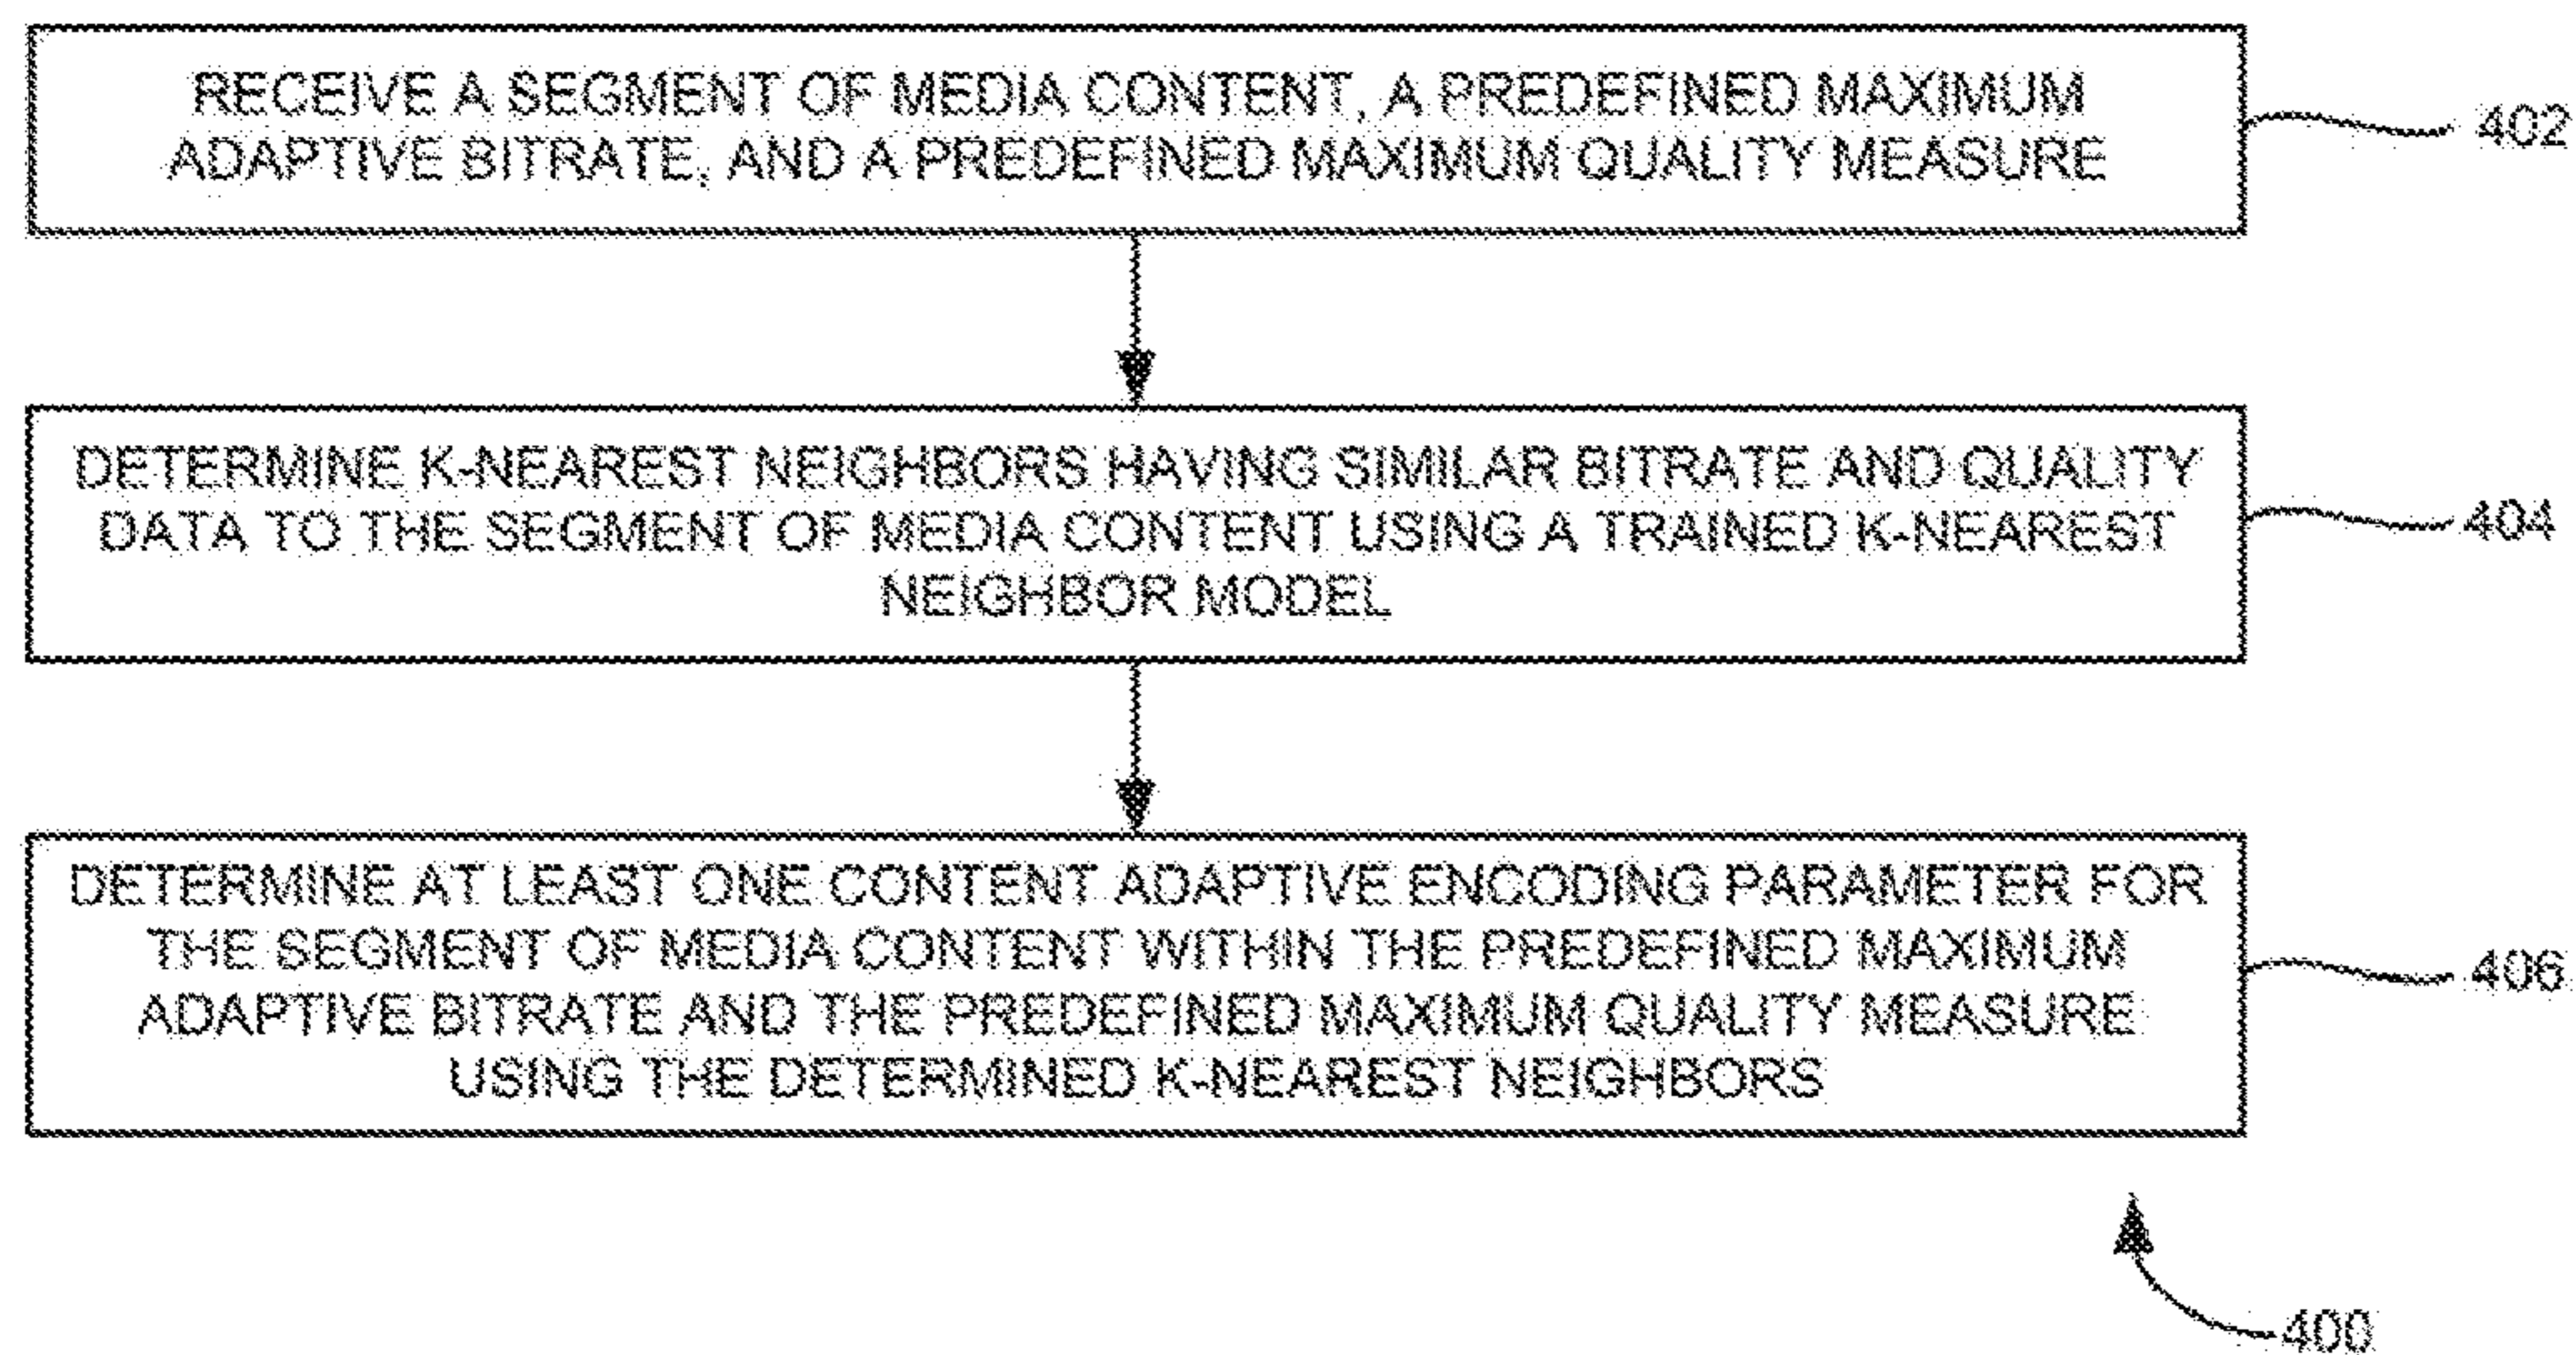 RECEIVE A SEGMENT OF MEDIA CONTENT, A PREDEFINED MAXIMUM
ADAPTIVE BITRATE, AND A PREDEFINED MAXIMUM QUALITY MEASURE
402
DETERMINE K-NEAREST NEIGHBORS HAVING SIMILAR BITRATE AND QUALITY
DATA TO THE SEGMENT OF MEDIA CONTENT USING A TRAINED K-NEAREST
NEIGHBOR MODEL
404
DETERMINE AT LEAST ONE CONTENT ADAPTIVE ENCODING PARAMETER FOR
THE SEGMENT OF MEDIA CONTENT WITHIN THE PREDEFINED MAXIMUM
ADAPTIVE BITRATE AND THE PREDEFINED MAXIMUM QUALITY MEASURE
USING THE DETERMINED K-NEAREST NEIGHBORS
406
400